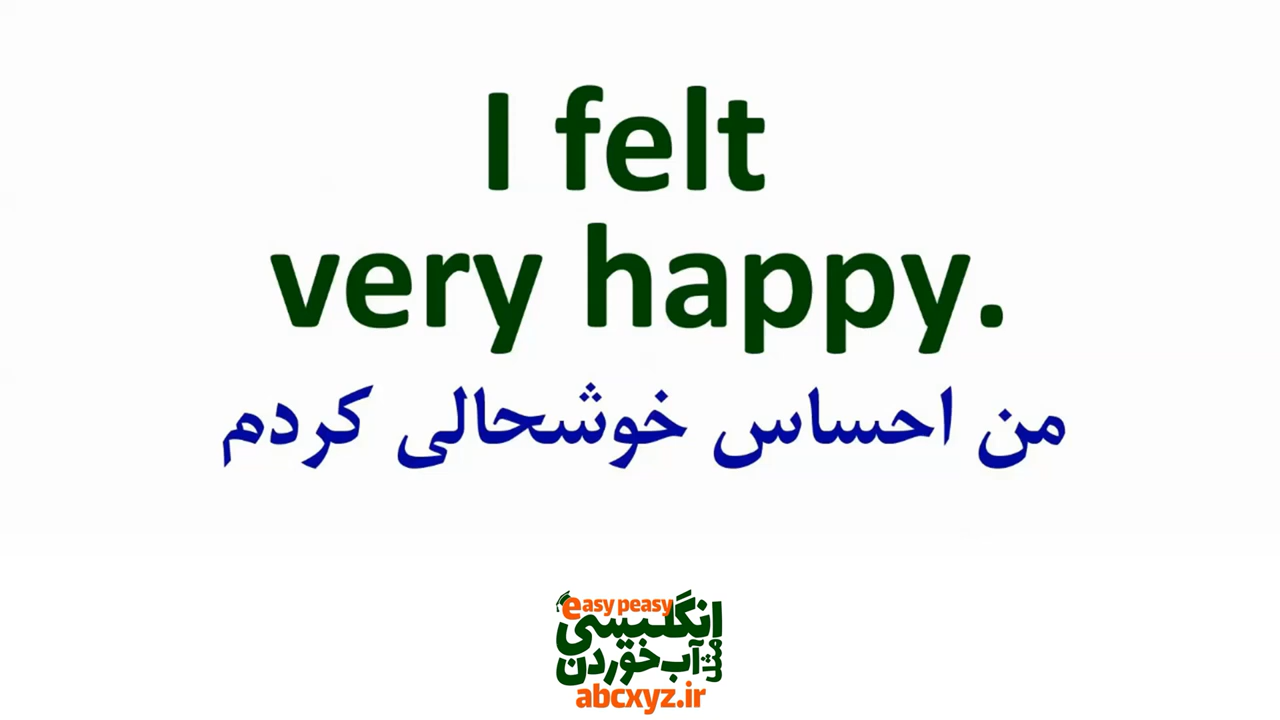 I felt
very happy.
من احساس خوشحالی کردم
easy peasy
انگلیسی
مثل آب خوردن
abcxyz.ir